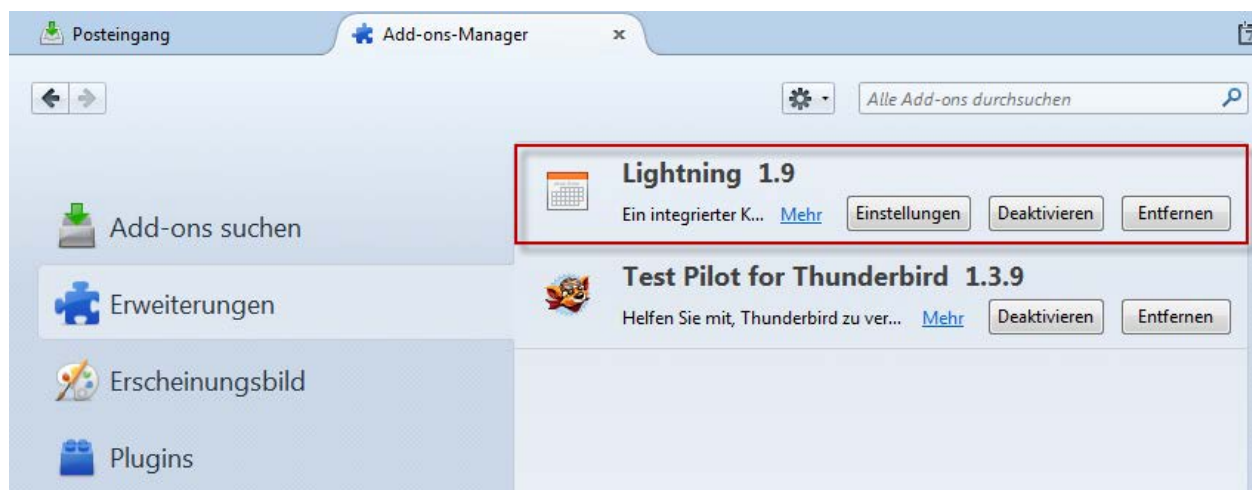 Posteingang
Add-ons-Manager
Alle Add-ons durchsuchen
Lightning 1.9
Ein integrierter K... Mehr Einstellungen Deaktivieren Entfernen
Test Pilot for Thunderbird 1.3.9
Helfen Sie mit, Thunderbird zu ver... Mehr Deaktivieren Entfernen
Add-ons suchen
Erweiterungen
Erscheinungsbild
Plugins